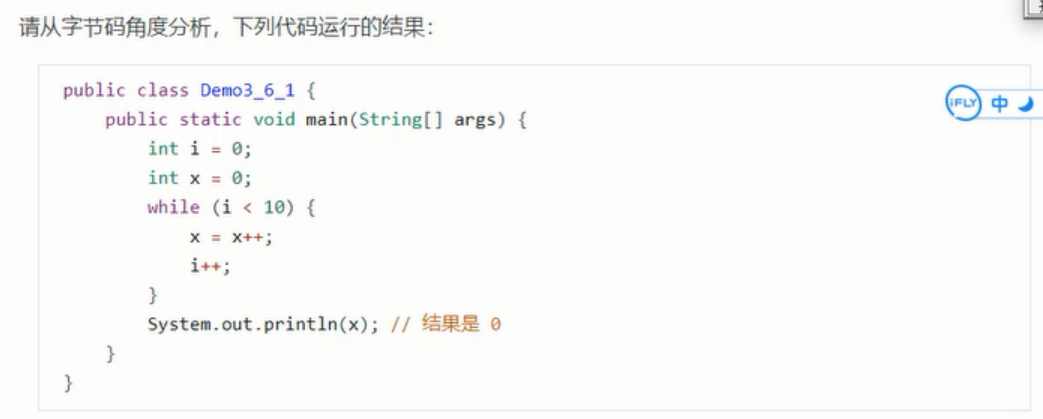 请从字节码角度分析，下列代码运行的结果：
public class Demo3_6_1 {
    public static void main(String[] args) {
        int i = 0;
        int x = 0;
        while (i < 10) {
            x = x++;
            i++;
        }
        System.out.println(x); // 结果是 0
    }
}
iFLY 中